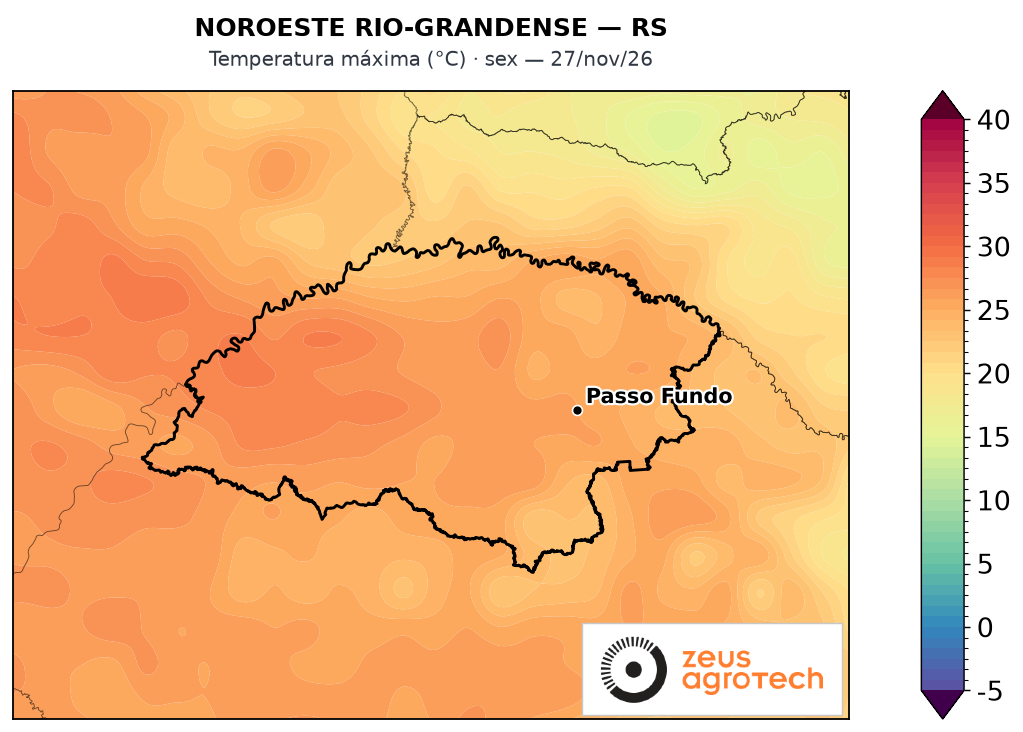 NOROESTE RIO-GRANDENSE — RS
Temperatura máxima (°C) · sex — 27/nov/26
40
35
30
25
20
15
10
5
0
-5
Passo Fundo
zeus
agrotech